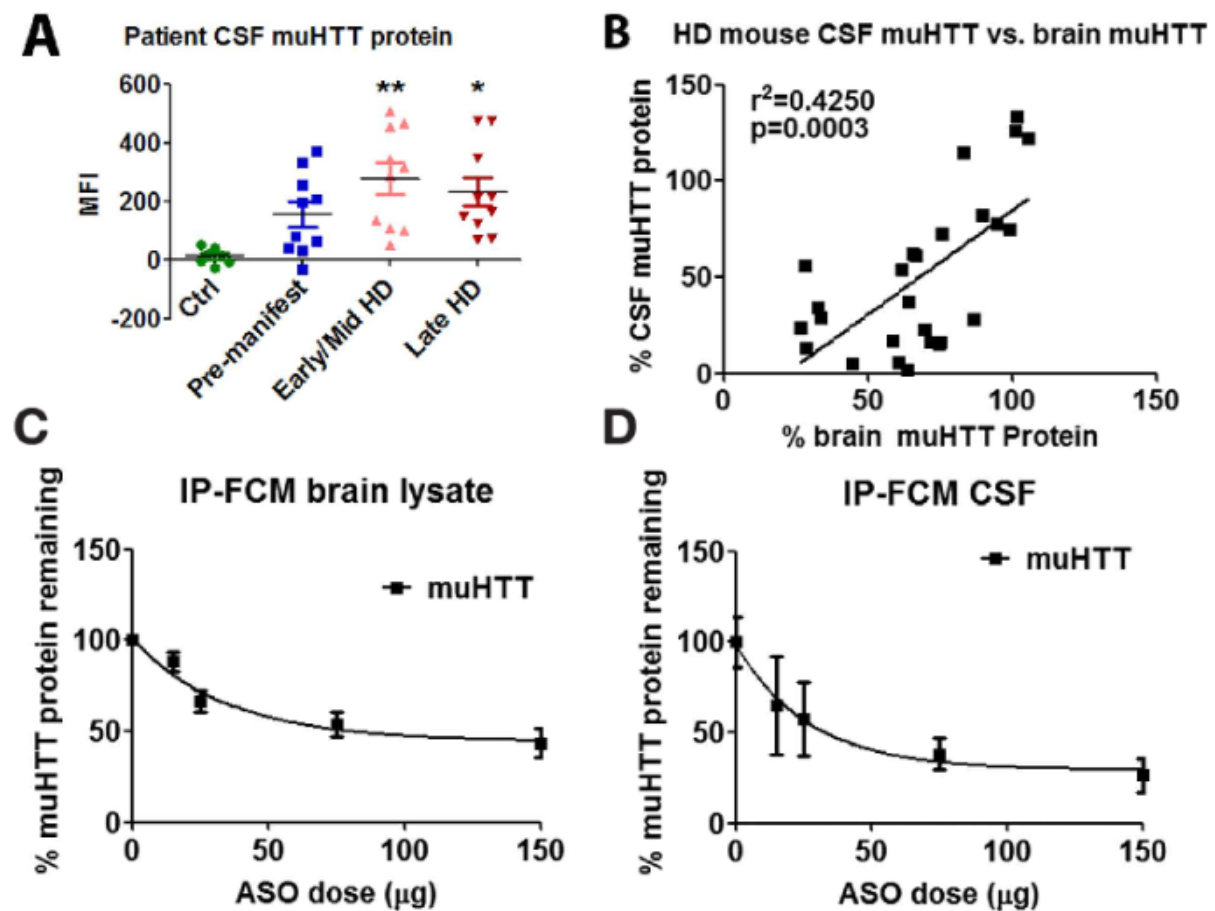 A
Patient CSF muHTT protein
600
400
200
0
-200
MFI
**
*
Ctrl
Pre-manifest
Early/Mid HD
Late HD
B
HD mouse CSF muHTT vs. brain muHTT
r²=0.4250
p=0.0003
150
100
50
0
% CSF muHTT protein
0
50
100
150
% brain muHTT Protein
C
IP-FCM brain lysate
muHTT
150
100
50
0
% muHTT protein remaining
0
50
100
150
ASO dose (μg)
D
IP-FCM CSF
muHTT
150
100
50
0
% muHTT protein remaining
0
50
100
150
ASO dose (μg)